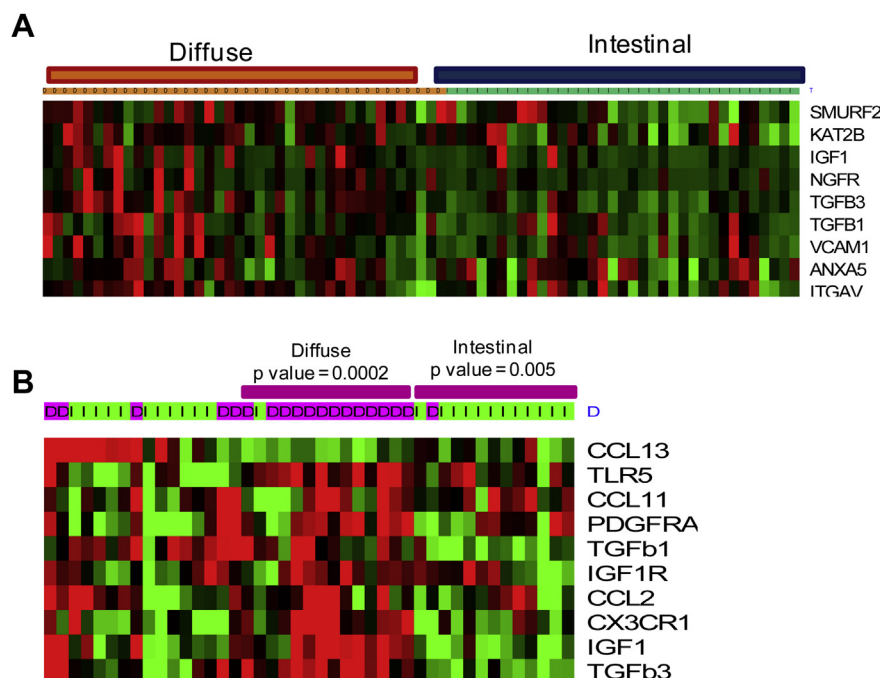 A
Diffuse
Intestinal
SMURF2
KAT2B
IGF1
NGFR
TGFB3
TGFB1
VCAM1
ANXA5
ITGAV
B
Diffuse
p value = 0.0002
Intestinal
p value = 0.005
DDIIIIIDIIIIIIDDDIDDDDDDDDDDDDIDIIIIIIIIIII D
CCL13
TLR5
CCL11
PDGFRA
TGFb1
IGF1R
CCL2
CX3CR1
IGF1
TGFb3